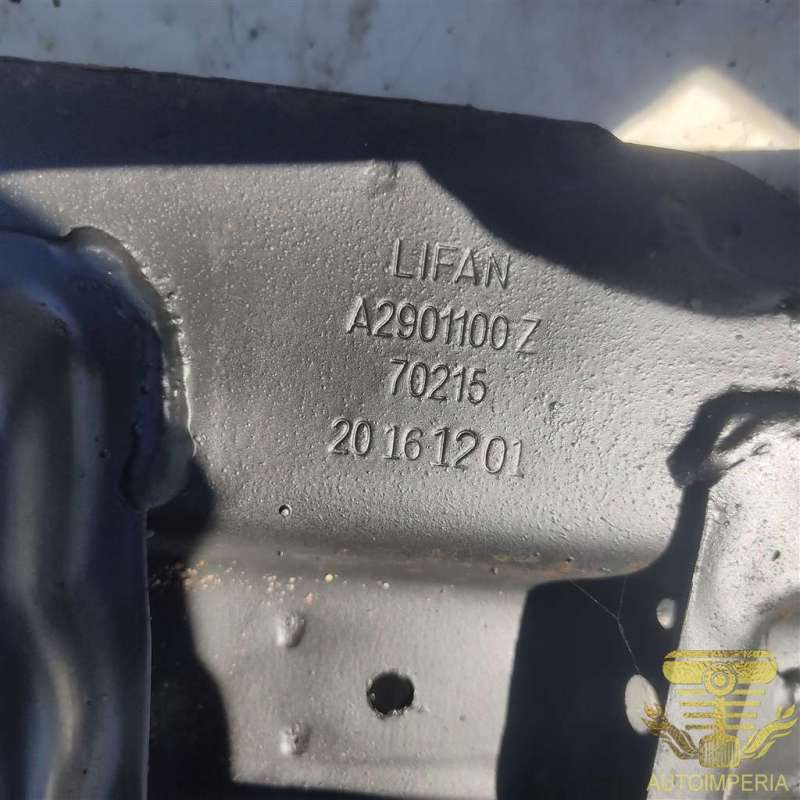 LIFAN
A2901100 Z
70215
20161201
AUTOIMPERIA